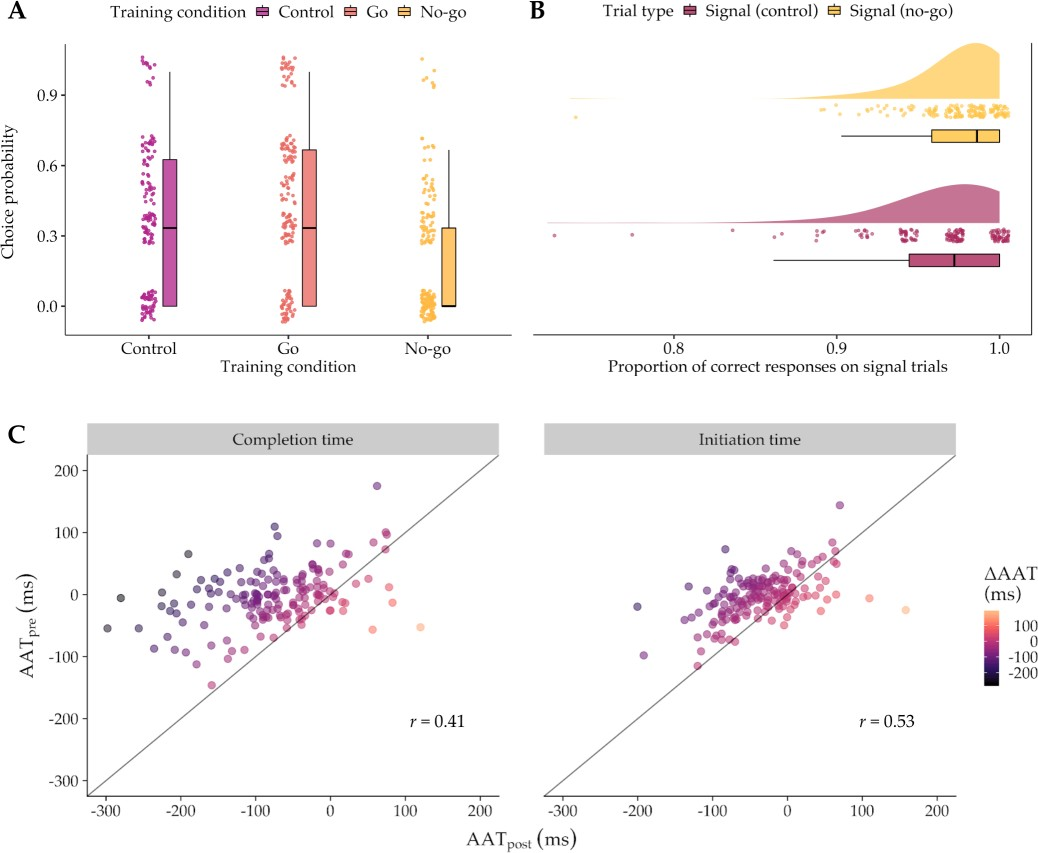 A
Training condition Control Go No-go
Choice probability
0.9
0.6
0.3
0.0
Control Go No-go
Training condition
B
Trial type Signal (control) Signal (no-go)
0.8 0.9 1.0
Proportion of correct responses on signal trials
C
Completion time
Initiation time
AATpre (ms)
200
100
0
-100
-200
-300
r = 0.41
r = 0.53
-300 -200 -100 0 100 200
-300 -200 -100 0 100 200
AATpost (ms)
ΔAAT
(ms)
100
0
-100
-200